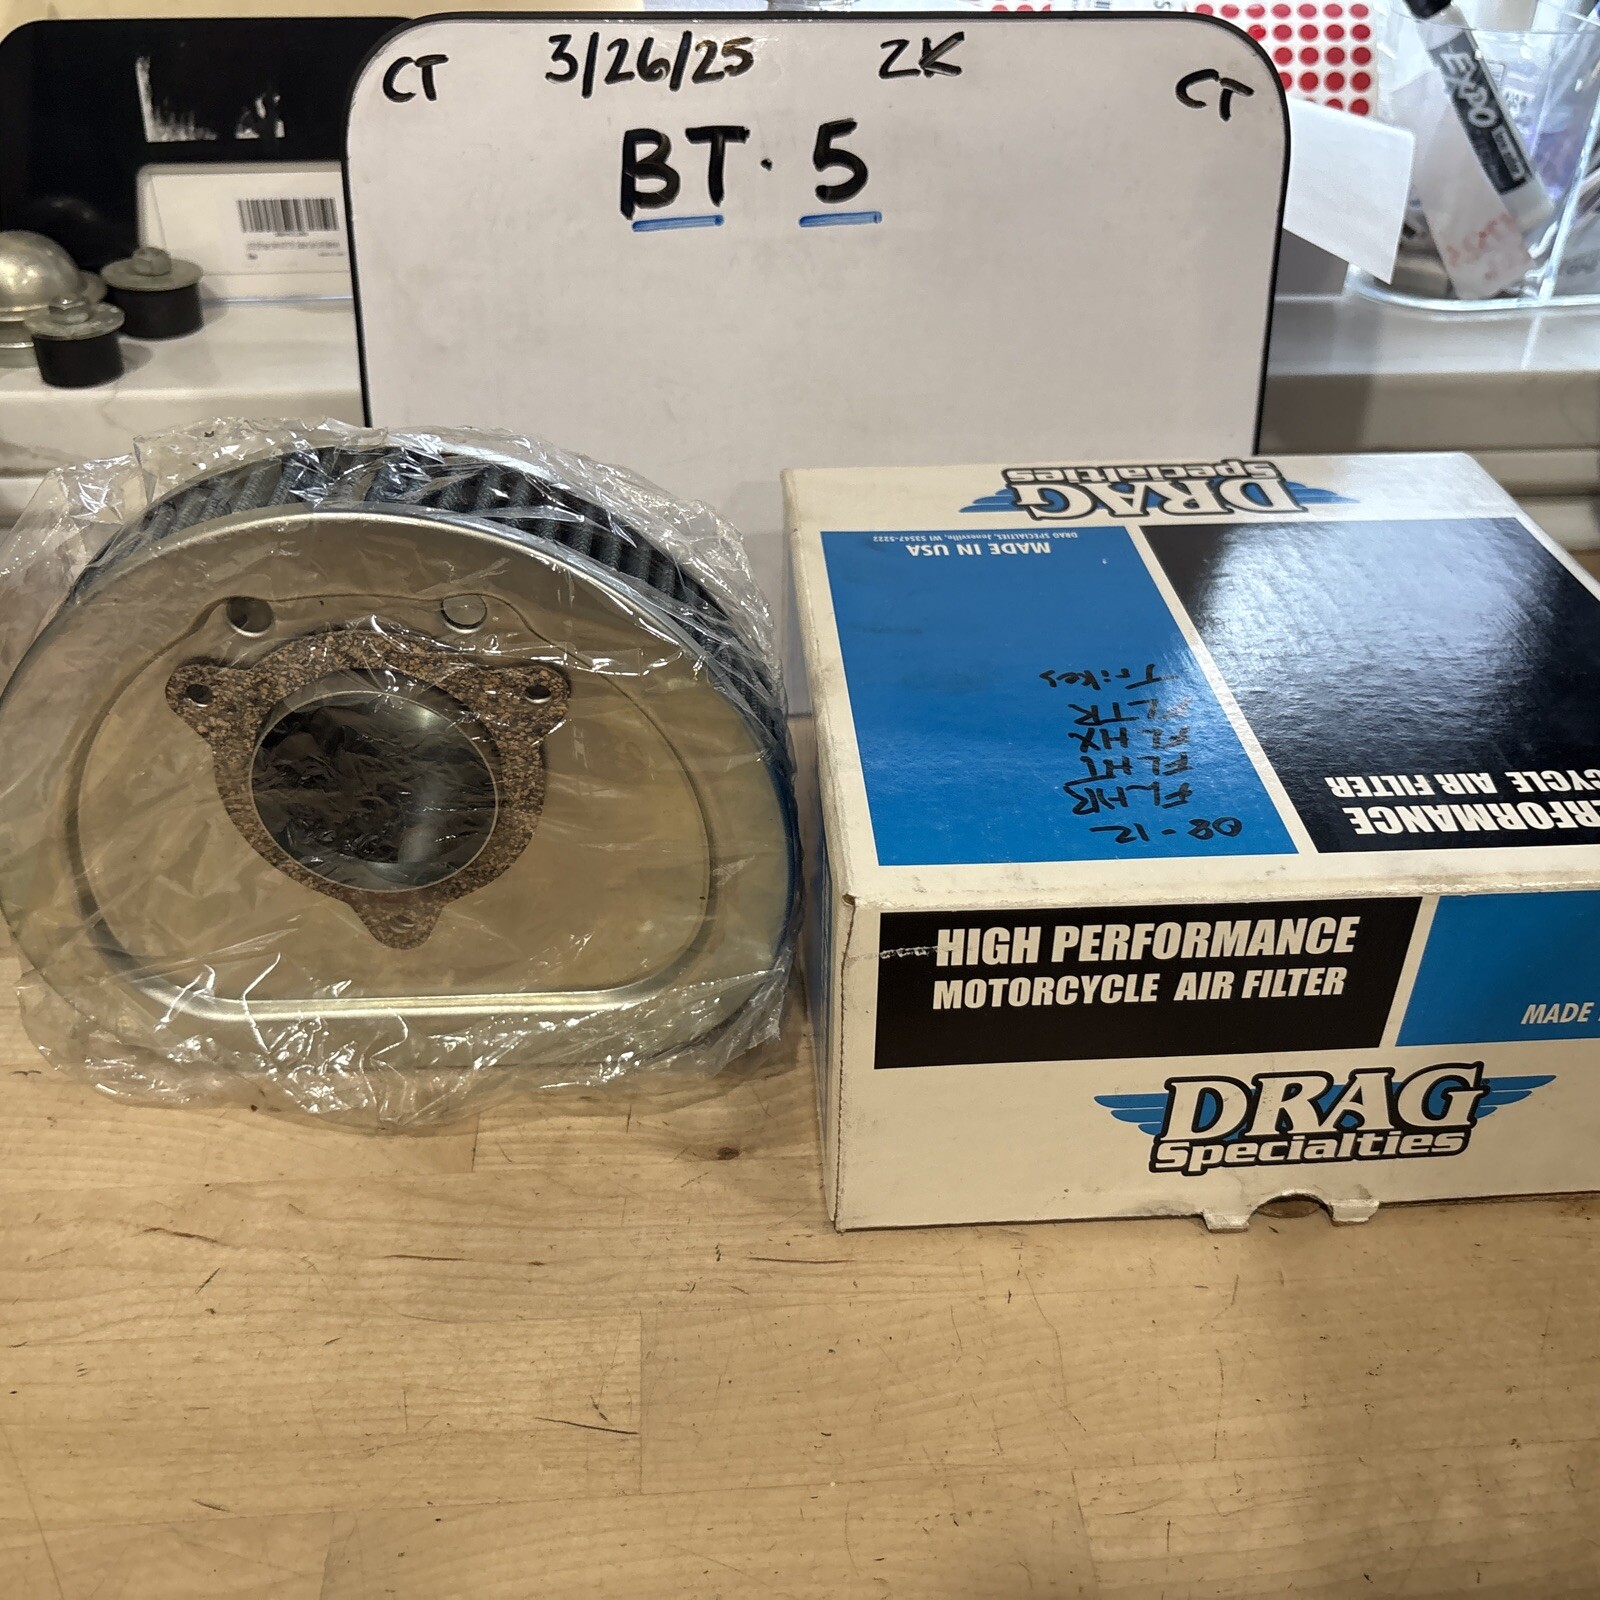 CT 3/26/25 ZK CT
BT. 5
EXPO
DRAG
Specialties
DRAG SPECIALTIES, Janesville, WI 53547-5222
MADE IN USA
08-12
FLHR
FLHT
FLHX
FLTR
Trikes
RFORMANCE
CYCLE AIR FILTER
HIGH PERFORMANCE
MOTORCYCLE AIR FILTER
MADE
DRAG
Specialties